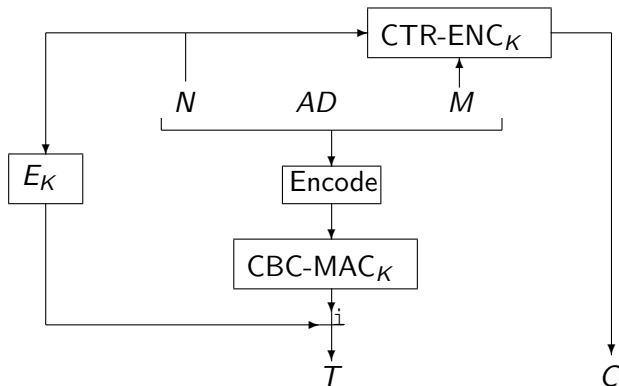 CTR-ENC_K
N AD M
E_K
Encode
CBC-MAC_K
i
T C